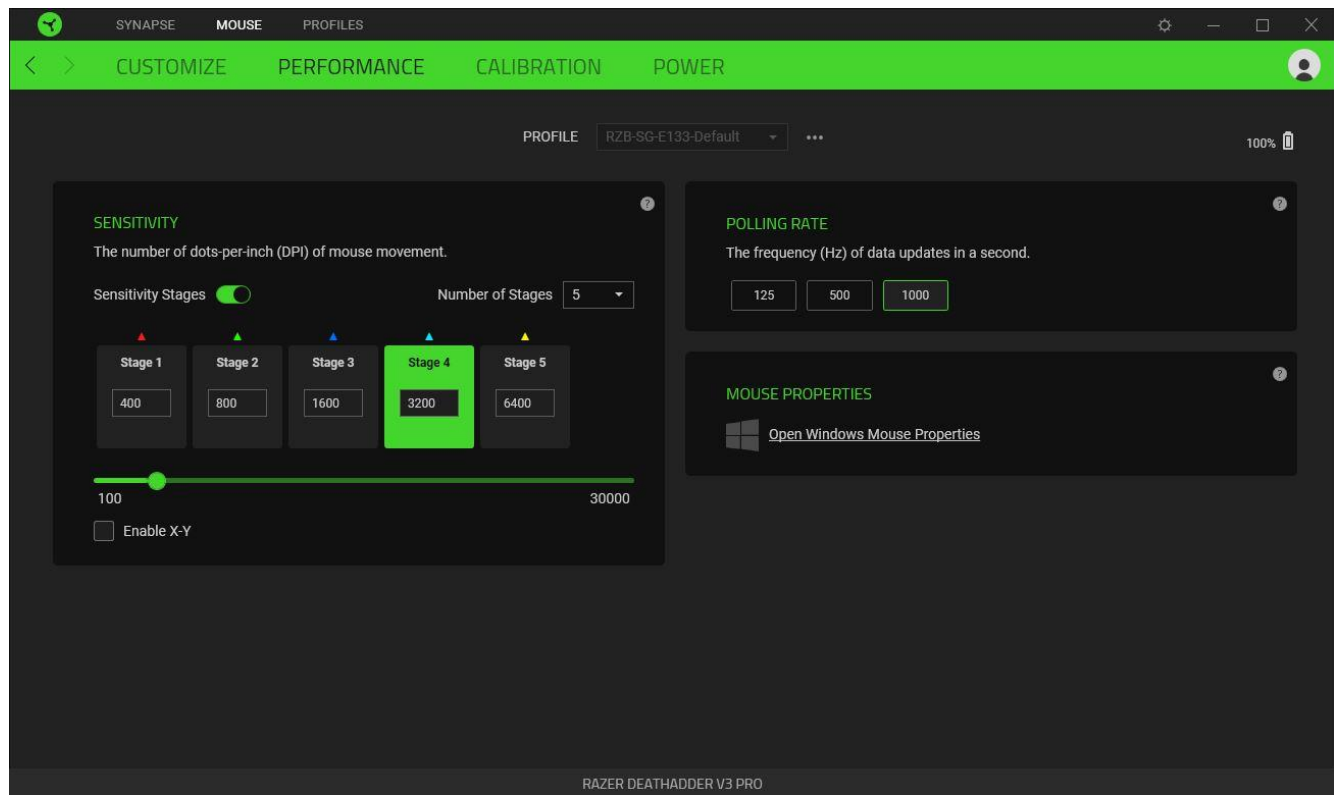 SYNAPSE MOUSE PROFILES
CUSTOMIZE PERFORMANCE CALIBRATION POWER
PROFILE RZB-SG-E133-Default
100%
SENSITIVITY
The number of dots-per-inch (DPI) of mouse movement.
Sensitivity Stages Number of Stages 5
Stage 1 Stage 2 Stage 3 Stage 4 Stage 5
400 800 1600 3200 6400
100 30000
Enable X-Y
POLLING RATE
The frequency (Hz) of data updates in a second.
125 500 1000
MOUSE PROPERTIES
Open Windows Mouse Properties
RAZER DEATHADDER V3 PRO